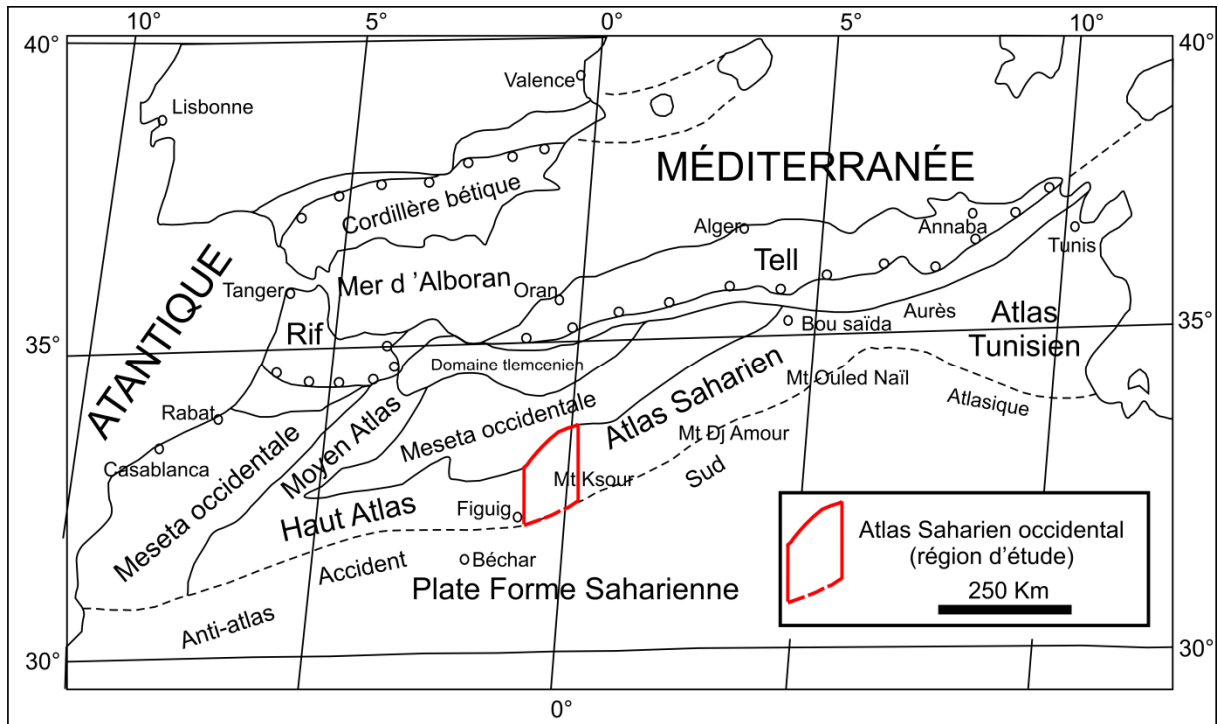 10°
5°
0°
5°
10°
40°
40°
Valence
Lisbonne
MÉDITERRANÉE
Cordillère bétique
Alger
Annaba
Tunis
Tell
Mer d 'Alboran
Tanger
Oran
ATANTIQUE
Rif
Aurès
Atlas
Tunisien
Bou saïda
35°
35°
Domaine tlemcenien
Mt Ouled Naïl
Atlasique
Atlas Saharien
Rabat
Moyen Atlas
Meseta occidentale
Mt Dj Amour
Casablanca
Meseta occidentale
Sud
Mt Ksour
Haut Atlas
Figuig
Accident
Béchar
Plate Forme Saharienne
Anti-atlas
Atlas Saharien occidental
(région d'étude)
250 Km
30°
30°
0°